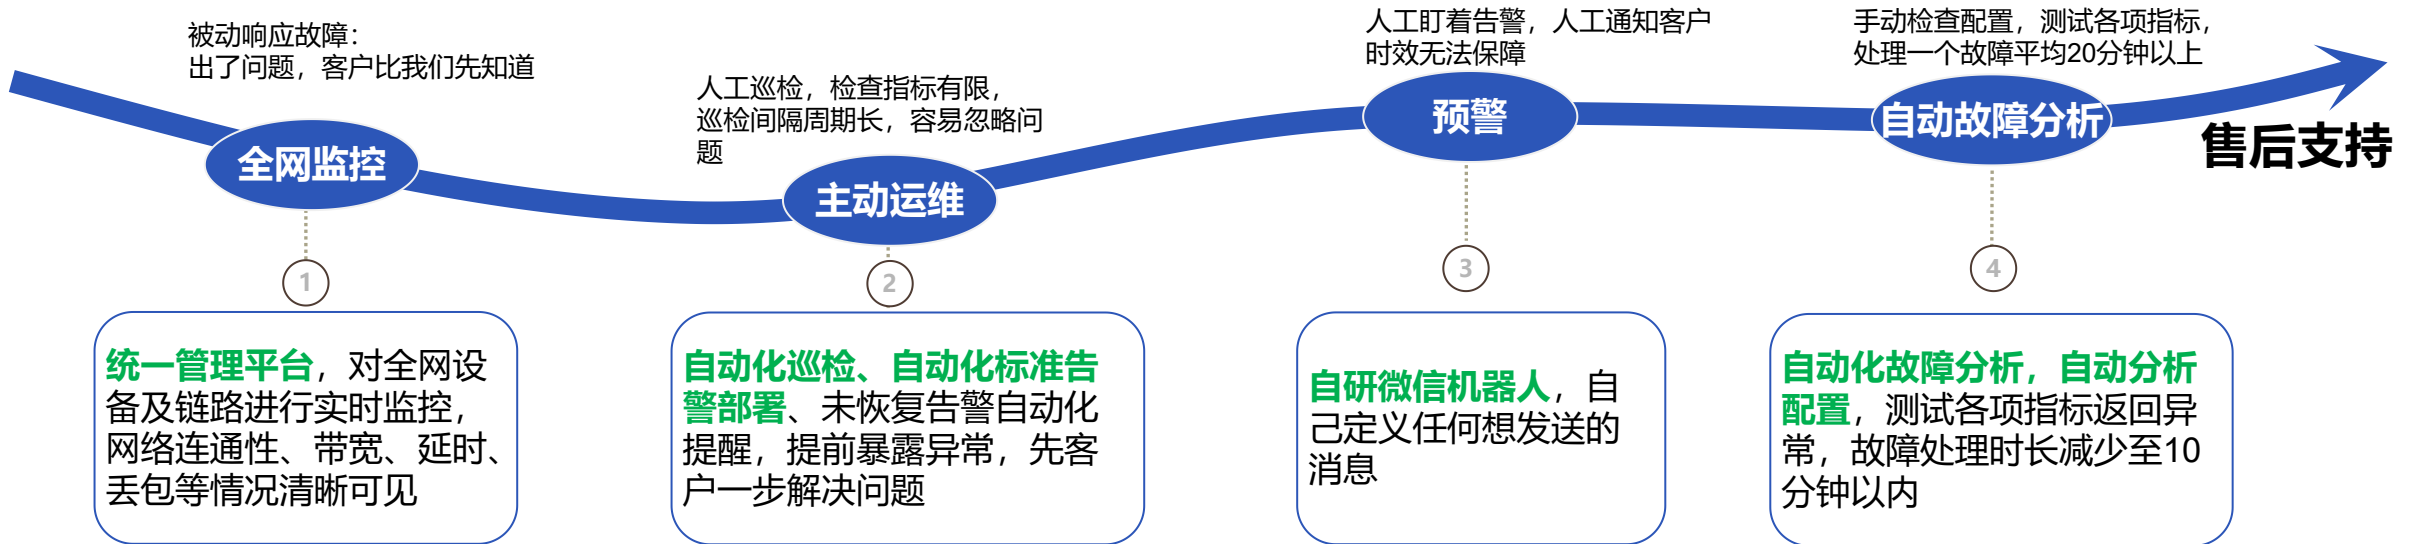 被动响应故障：
出了问题，客户比我们先知道
全网监控
1
统一管理平台，对全网设
备及链路进行实时监控，
网络连通性、带宽、延时、
丢包等情况清晰可见
人工巡检，检查指标有限，
巡检间隔周期长，容易忽略问
题
主动运维
2
自动化巡检、自动化标准告
警部署、未恢复告警自动化
提醒，提前暴露异常，先客
户一步解决问题
人工盯着告警，人工通知客户
时效无法保障
预警
3
自研微信机器人，自
己定义任何想发送的
消息
手动检查配置，测试各项指标，
处理一个故障平均20分钟以上
自动故障分析
4
自动化故障分析，自动分析
配置，测试各项指标返回异
常，故障处理时长减少至10
分钟以内
售后支持